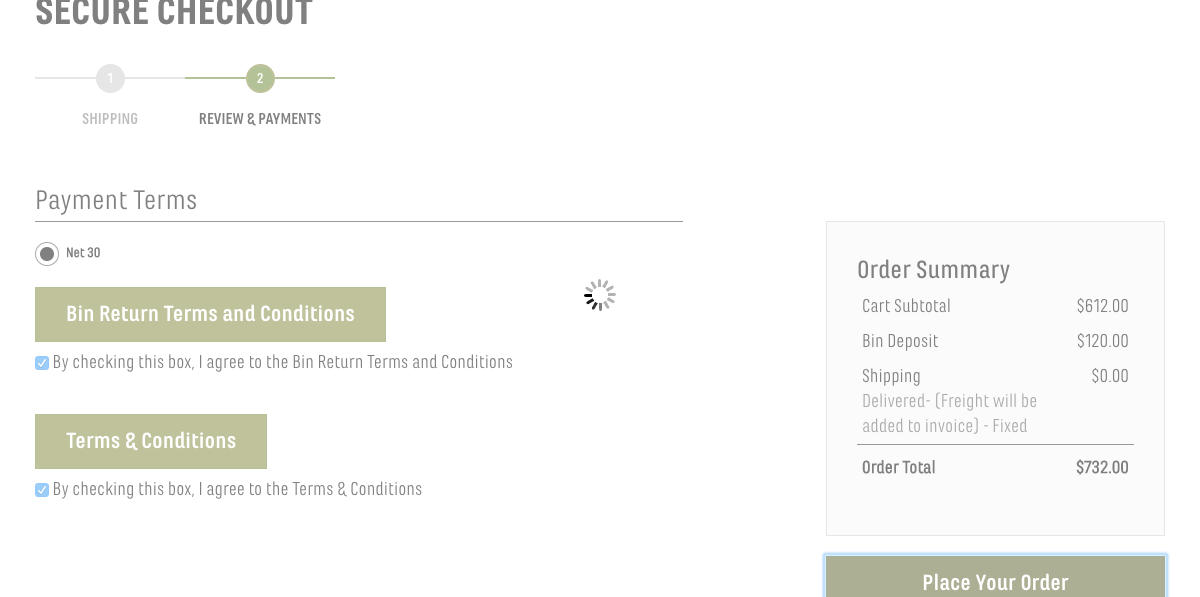 SECURE CHECKOUT
1
2
SHIPPING
REVIEW & PAYMENTS
Payment Terms
Net 30
Bin Return Terms and Conditions
By checking this box, I agree to the Bin Return Terms and Conditions
Terms & Conditions
By checking this box, I agree to the Terms & Conditions
Order Summary
Cart Subtotal $612.00
Bin Deposit $120.00
Shipping $0.00
Delivered- (Freight will be
added to invoice) - Fixed
Order Total $732.00
Place Your Order